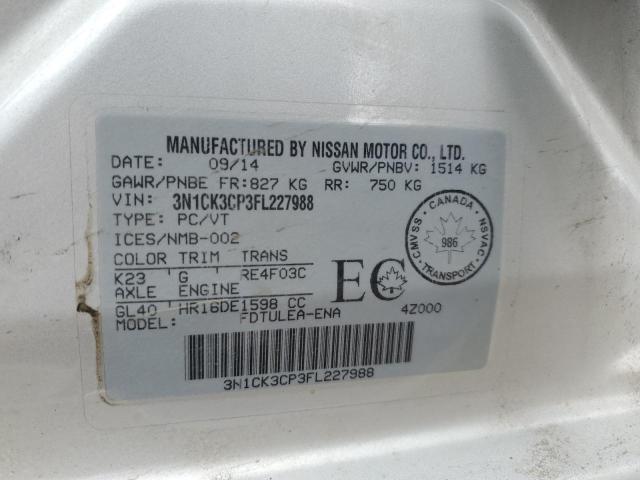 MANUFACTURED BY NISSAN MOTOR CO., LTD.
DATE: 09/14 GVWR/PNBV: 1514 KG
GAWR/PNBE FR: 827 KG RR: 750 KG
VIN: 3N1CK3CP3FL227988
TYPE: PC/VT
ICES/NMB-002
COLOR TRIM TRANS
K23 G RE4F03C
AXLE ENGINE
GL40 HR16DE 1598 CC
MODEL: FDTULEA-ENA
EC
4Z000
CANADA
CMVSS
986
NSVAC
TRANSPORT
3N1CK3CP3FL227988